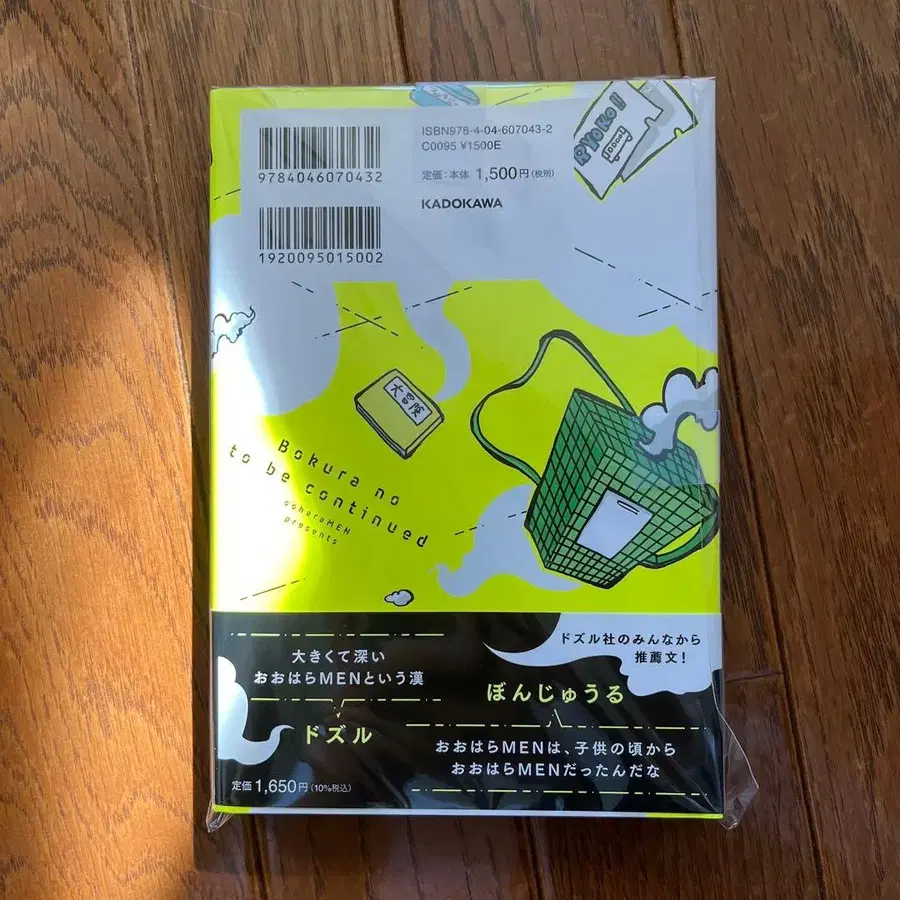 9784046070432
1920095015002
ISBN978-4-04-607043-2
C0095 ¥1500E
定価:本体 1,500円(税別)
KADOKAWA
RYoKo!!
大冒険
Bokura no
to be continued
ooharaMEN
presents
大きくて深い
おおはらMENという漢
ドズル
定価1,650円(10%税込)
ドズル社のみんなから
推薦文!
ぼんじゅうる
おおはらMENは、子供の頃から
おおはらMENだったんだな